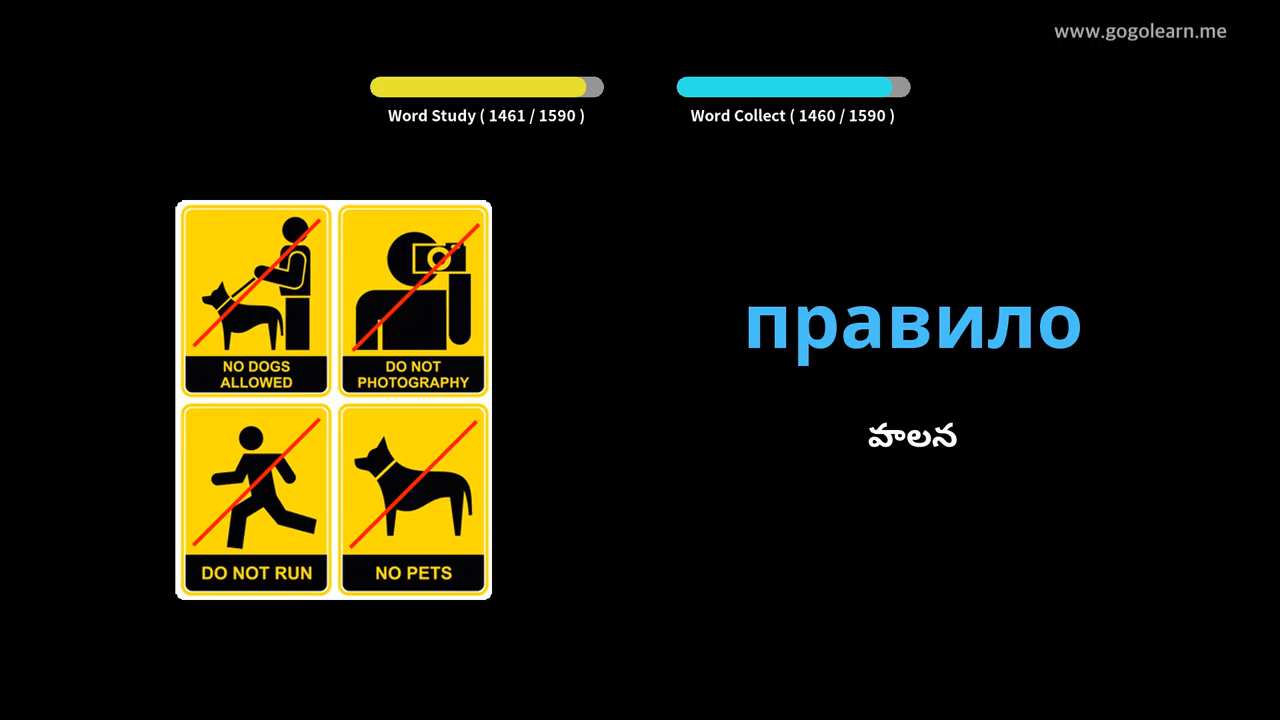 www.gogolearn.me
Word Study ( 1461 / 1590 )
Word Collect ( 1460 / 1590 )
NO DOGS
ALLOWED
DO NOT
PHOTOGRAPHY
DO NOT RUN
NO PETS
правило
పాలన